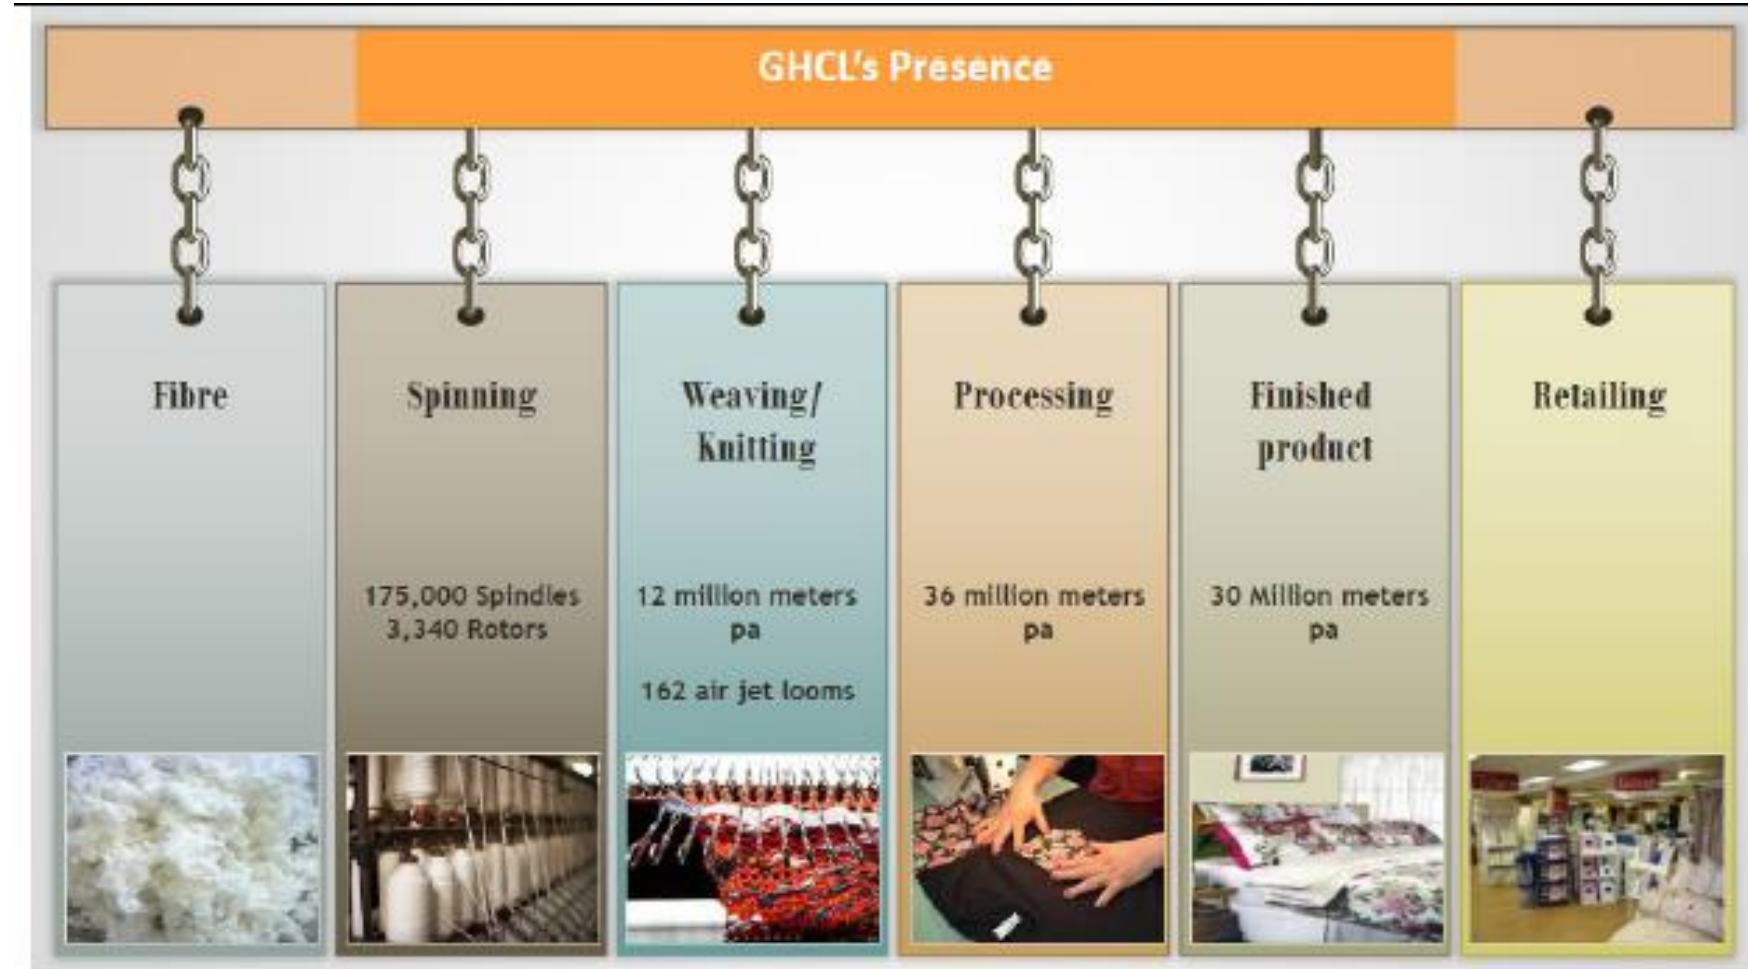 GHCL's Presence
Fibre
Spinning
175,000 Spindles
3,340 Rotors
Weaving/
Knitting
12 million meters
pa
162 air jet looms
Processing
36 million meters
pa
Finished
product
30 Million meters
pa
Retailing